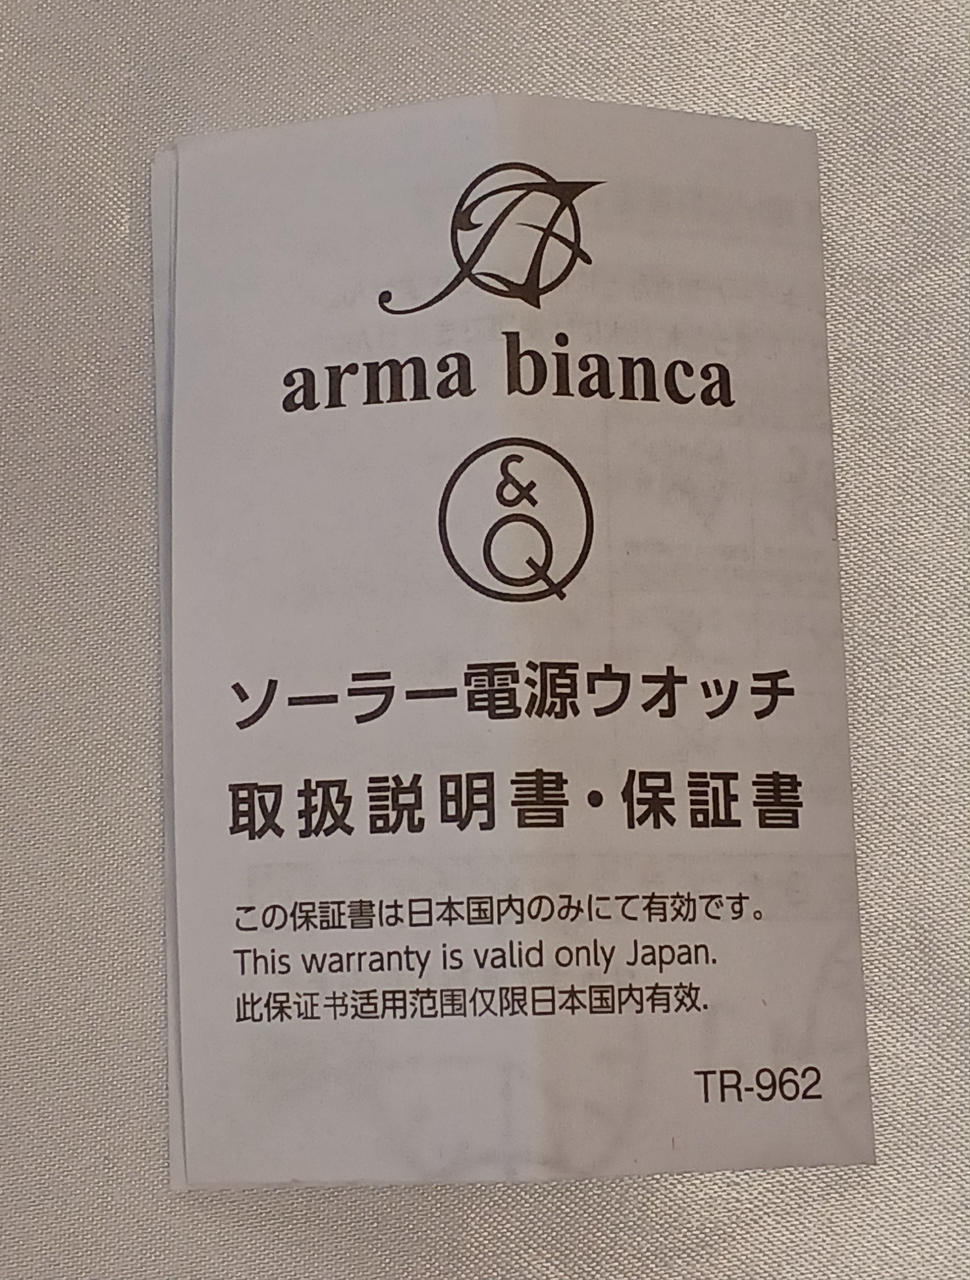 arma bianca
&
Q
ソーラー電源ウオッチ
取扱説明書・保証書
この保証書は日本国内のみにて有効です。
This warranty is valid only Japan.
此保证书适用范围仅限日本国内有效.
TR-962